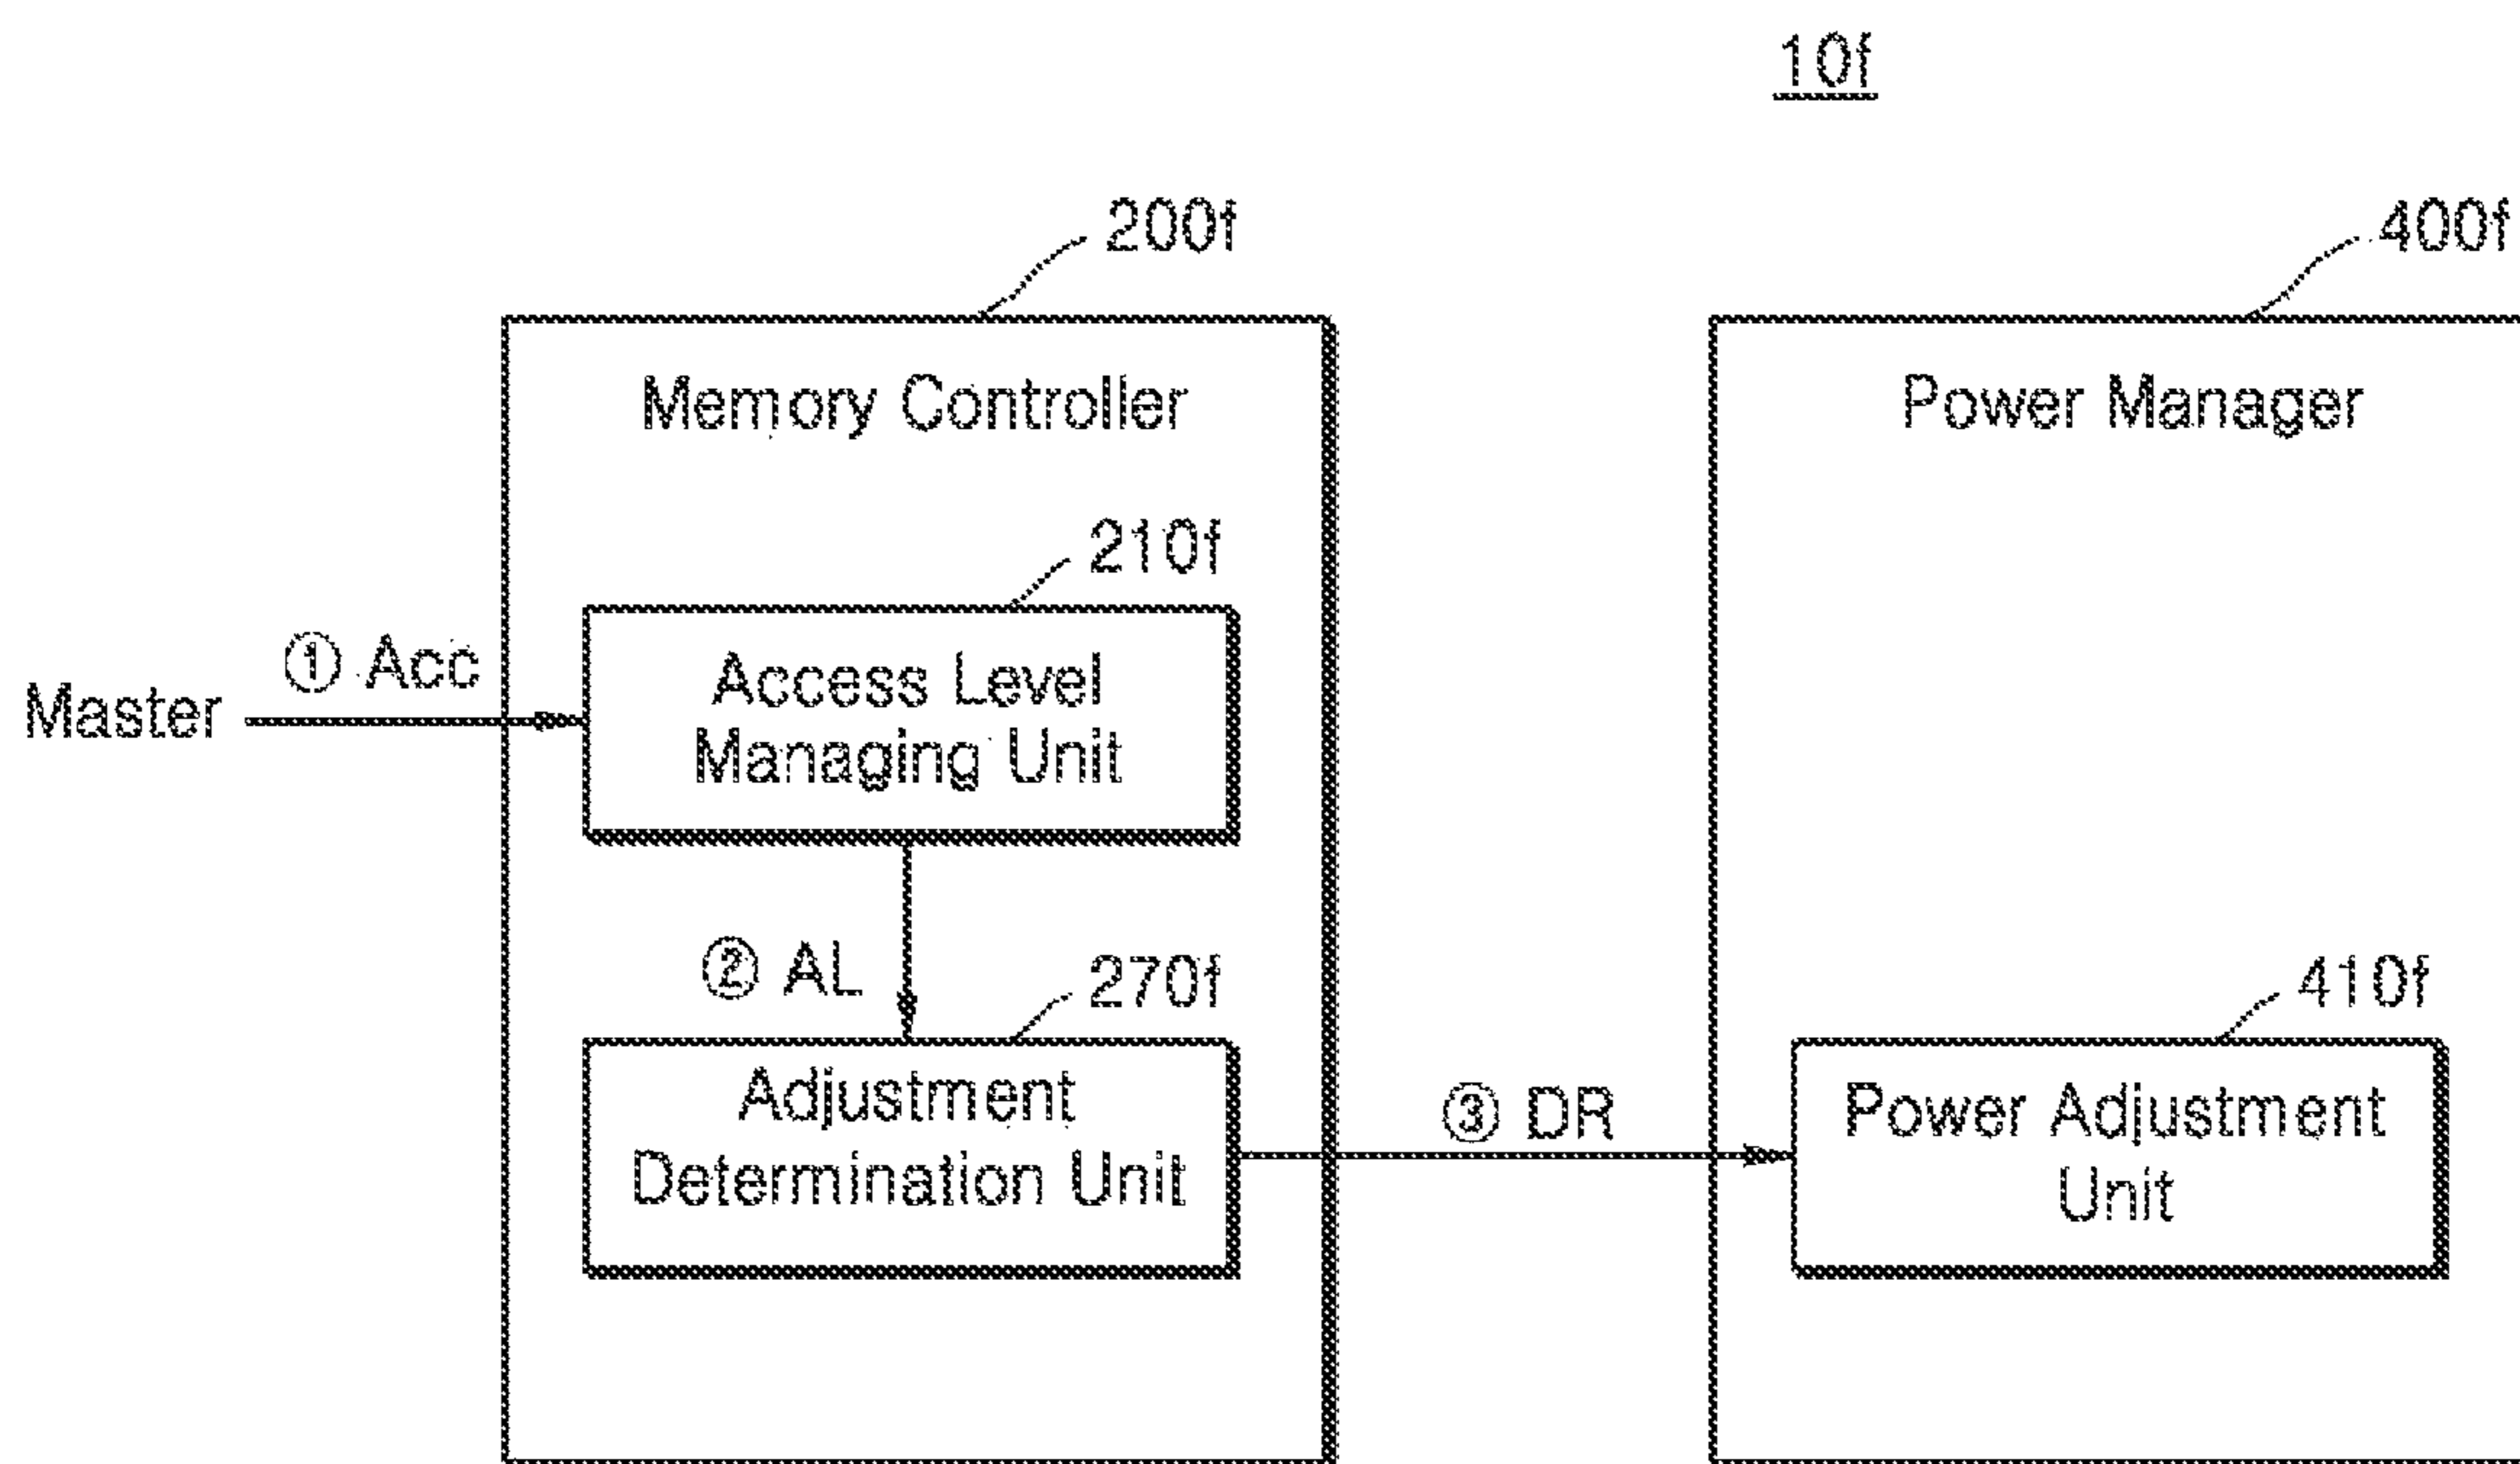 10f
200f
400f
Memory Controller
Power Manager
210f
① Acc
Master
Access Level
Managing Unit
② AL
270f
410f
Adjustment
Determination Unit
③ DR
Power Adjustment
Unit